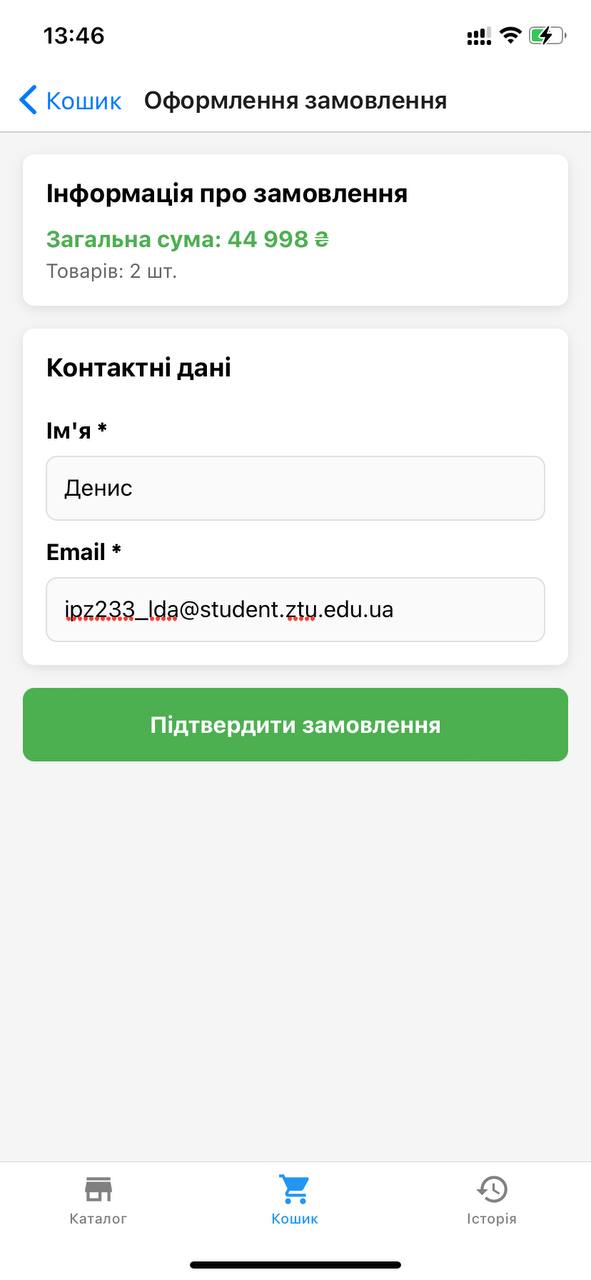 13:46
Кошик Оформлення замовлення
Інформація про замовлення
Загальна сума: 44 998 ₴
Товарів: 2 шт.
Контактні дані
Ім'я *
Денис
Email *
ipz233_lda@student.ztu.edu.ua
Підтвердити замовлення
Каталог Кошик Історія